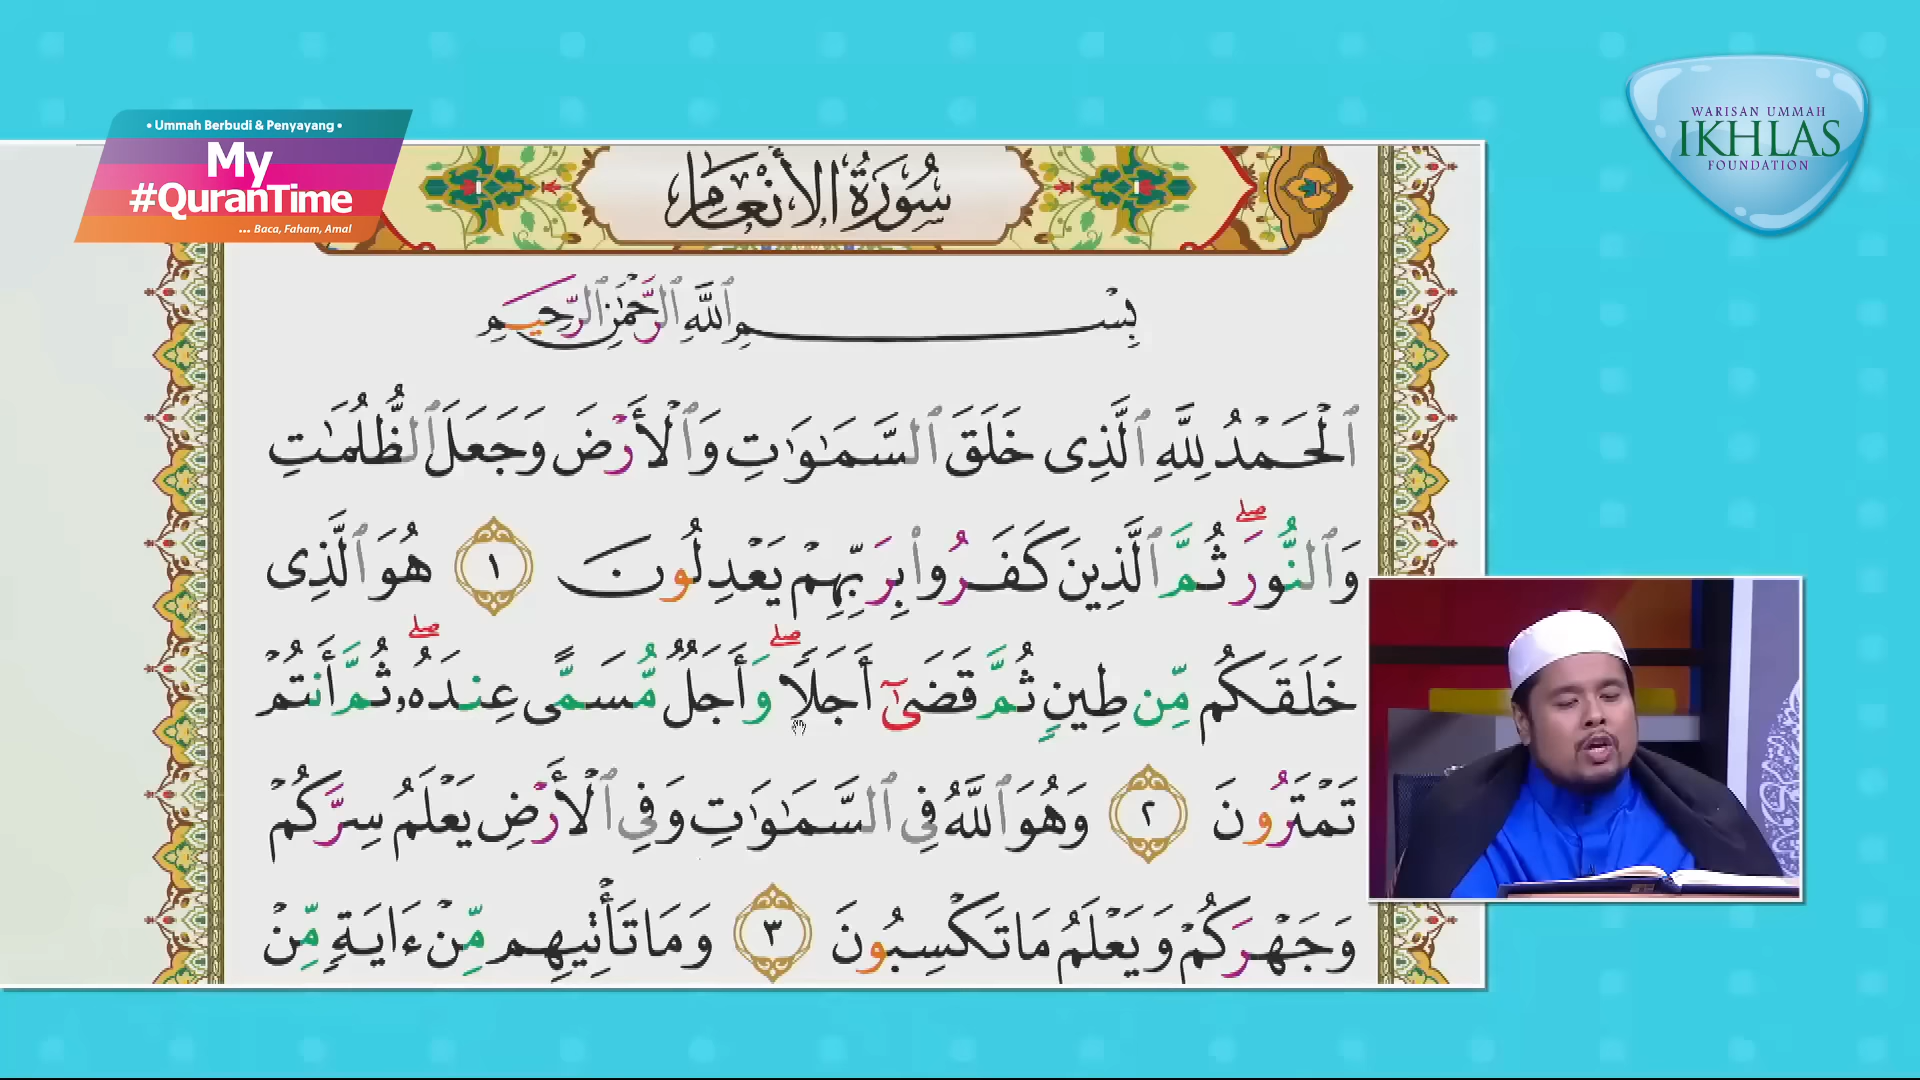 • Ummah Berbudi & Penyayang •
My
#QuranTime
... Baca, Faham, Amal
WARISAN UMMAH
IKHLAS
FOUNDATION
سُورَةُ الأَنْعَامِ
بِسْمِ ٱللَّهِ ٱلرَّحْمَٰنِ ٱلرَّحِيمِ
ٱلْحَمْدُ لِلَّهِ ٱلَّذِى خَلَقَ ٱلسَّمَٰوَٰتِ وَٱلْأَرْضَ وَجَعَلَ ٱلظُّلُمَٰتِ
وَٱلنُّورَ ۖ ثُمَّ ٱلَّذِينَ كَفَرُوا۟ بِرَبِّهِمْ يَعْدِلُونَ ١ هُوَ ٱلَّذِى
خَلَقَكُم مِّن طِينٍ ثُمَّ قَضَىٰٓ أَجَلًا ۖ وَأَجَلٌ مُّسَمًّى عِندَهُۥ ۖ ثُمَّ أَنتُمْ
تَمْتَرُونَ ٢ وَهُوَ ٱللَّهُ فِى ٱلسَّمَٰوَٰتِ وَفِى ٱلْأَرْضِ يَعْلَمُ سِرَّكُمْ
وَجَهْرَكُمْ وَيَعْلَمُ مَا تَكْسِبُونَ ٣ وَمَا تَأْتِيهِم مِّنْ ءَايَةٍ مِّنْ